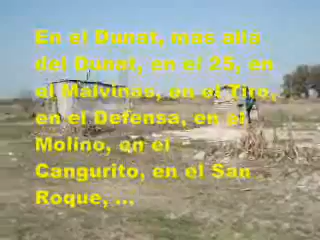 En el Dunat, mas allá
del Dunat, en el 25, en
el Malvinas, en el Tiro,
en el Defensa, en el
Molino, en el
Cangurito, en el San
Roque, ...